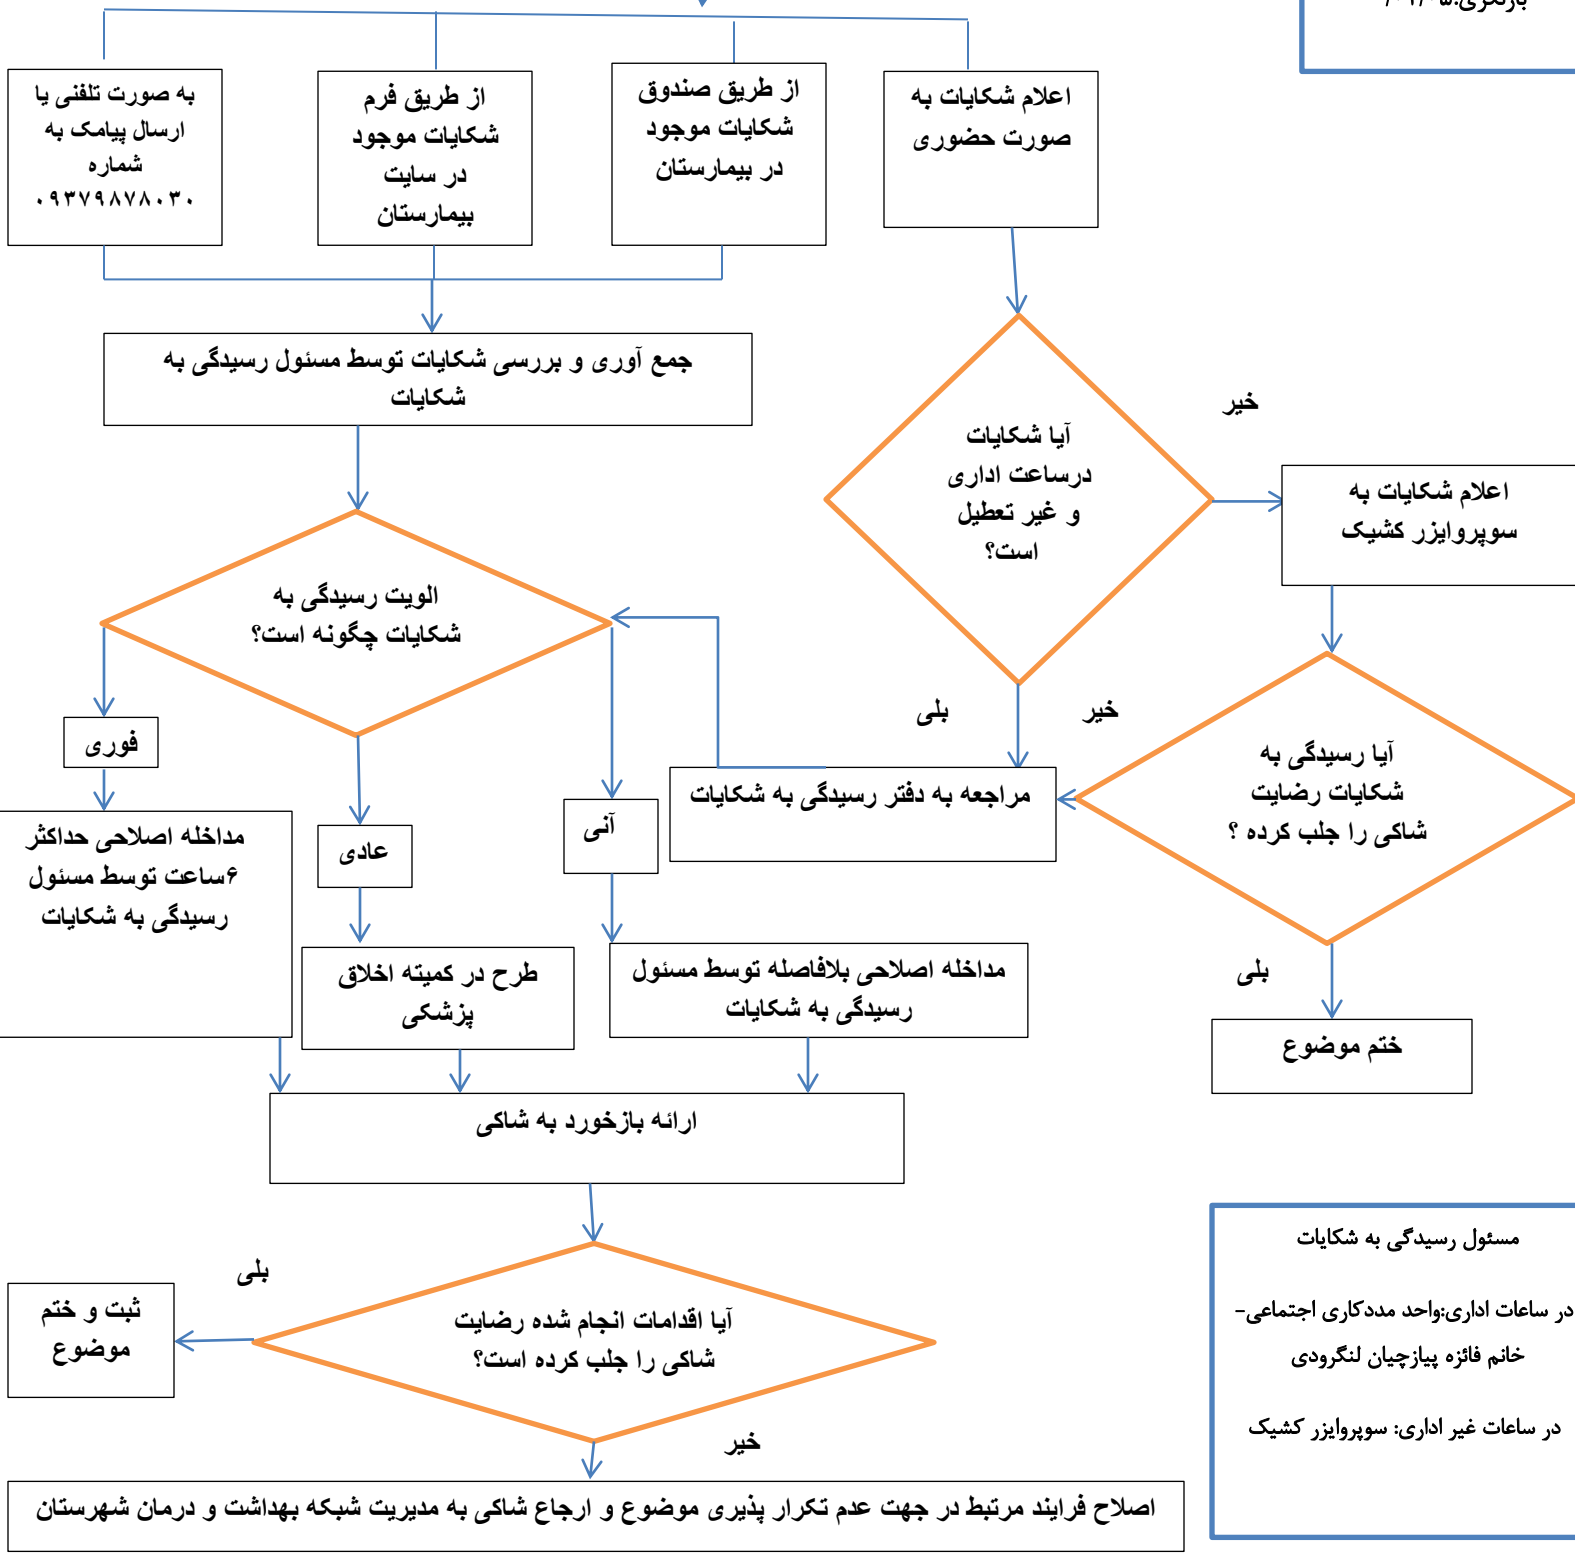 اعلام شکایات به
صورت حضوری
از طریق صندوق
شکایات موجود
در بیمارستان
از طریق فرم
شکایات موجود
در سایت
بیمارستان
به صورت تلفنی یا
ارسال پیامک به
شماره
۰۹۳۷۹۸۷۸۰۳۰
جمع آوری و بررسی شکایات توسط مسئول رسیدگی به
شکایات
آیا شکایات
درساعت اداری
و غیر تعطیل
است؟
خیر
اعلام شکایات به
سوپروایزر کشیک
الویت رسیدگی به
شکایات چگونه است؟
بلی
خیر
آیا رسیدگی به
شکایات رضایت
شاکی را جلب کرده ؟
مراجعه به دفتر رسیدگی به شکایات
فوری
عادی
آنی
مداخله اصلاحی حداکثر
۶ساعت توسط مسئول
رسیدگی به شکایات
طرح در کمیته اخلاق
پزشکی
مداخله اصلاحی بلافاصله توسط مسئول
رسیدگی به شکایات
بلی
ختم موضوع
ارائه بازخورد به شاکی
آیا اقدامات انجام شده رضایت
شاکی را جلب کرده است؟
بلی
ثبت و ختم
موضوع
خیر
اصلاح فرایند مرتبط در جهت عدم تکرار پذیری موضوع و ارجاع شاکی به مدیریت شبکه بهداشت و درمان شهرستان
مسئول رسیدگی به شکایات
در ساعات اداری:واحد مددکاری اجتماعی-
خانم فائزه پیازچیان لنگرودی
در ساعات غیر اداری: سوپروایزر کشیک